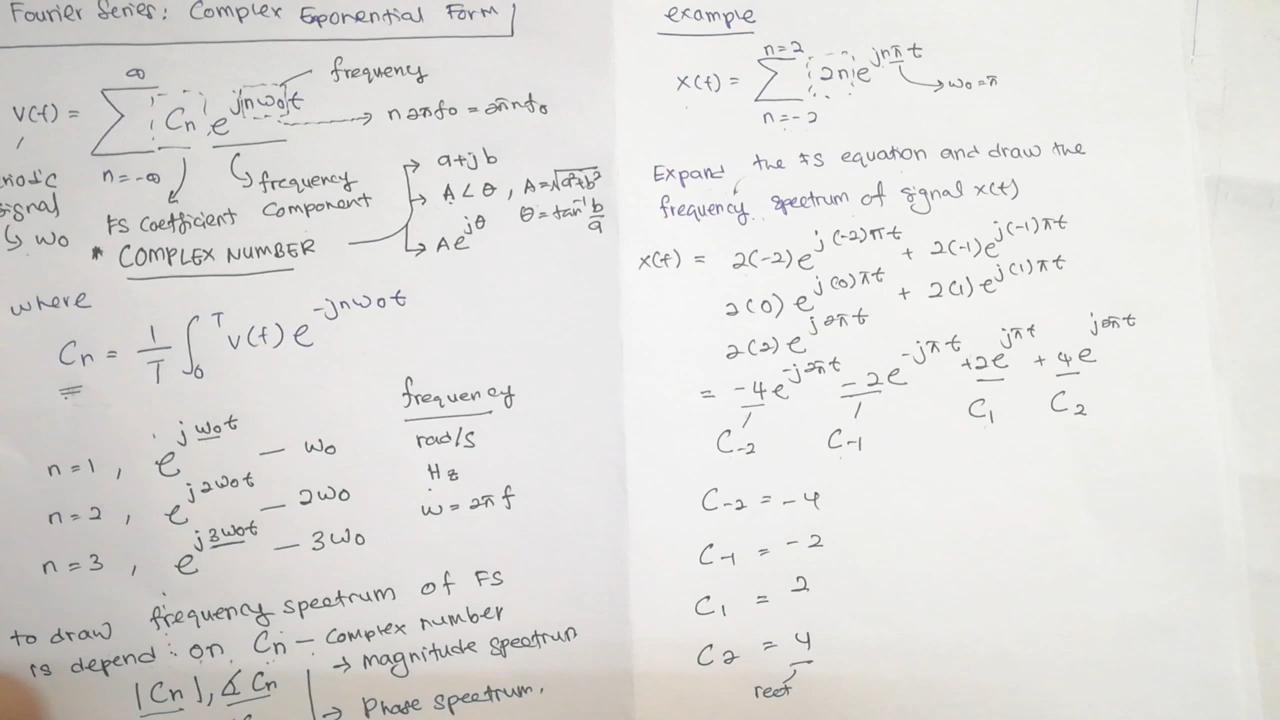 Fourier Series: Complex Exponential Form
∞
V(t) = ∑ Cn e^{jnω0t}
n = -∞
frequency
→ n2πf0 = 2πnf0
signal
↳ ω0
FS Coefficient
frequency
Component
* COMPLEX NUMBER
→ a+jb
→ A∠θ, A = √a²+b²
θ = tan⁻¹ b/a
→ Ae^{jθ}
where
Cn = 1/T ∫₀ᵀ v(t) e^{-jnω0t}
n = 1, e^{jω0t} — ω0
n = 2, e^{j2ω0t} — 2ω0
n = 3, e^{j3ω0t} — 3ω0
frequency
rad/s
Hz
ω = 2πf
to draw frequency spectrum of FS
is depend on Cn — complex number
|Cn|, ∡Cn
→ magnitude spectrum
→ Phase spectrum.
example
n=2
x(t) = ∑ 2n e^{jnπt}
n=-2
→ ω0=π
Expand the FS equation and draw the
frequency spectrum of signal x(t)
x(t) = 2(-2)e^{j(-2)πt} + 2(-1)e^{j(-1)πt}
2(0)e^{j(0)πt} + 2(1)e^{j(1)πt}
2(2)e^{j2πt}
= -4e^{-j2πt} -2e^{-jπt} +2e^{jπt} + 4e^{j2πt}
C-2 C-1 C1 C2
C-2 = -4
C-1 = -2
C1 = 2
C2 = 4